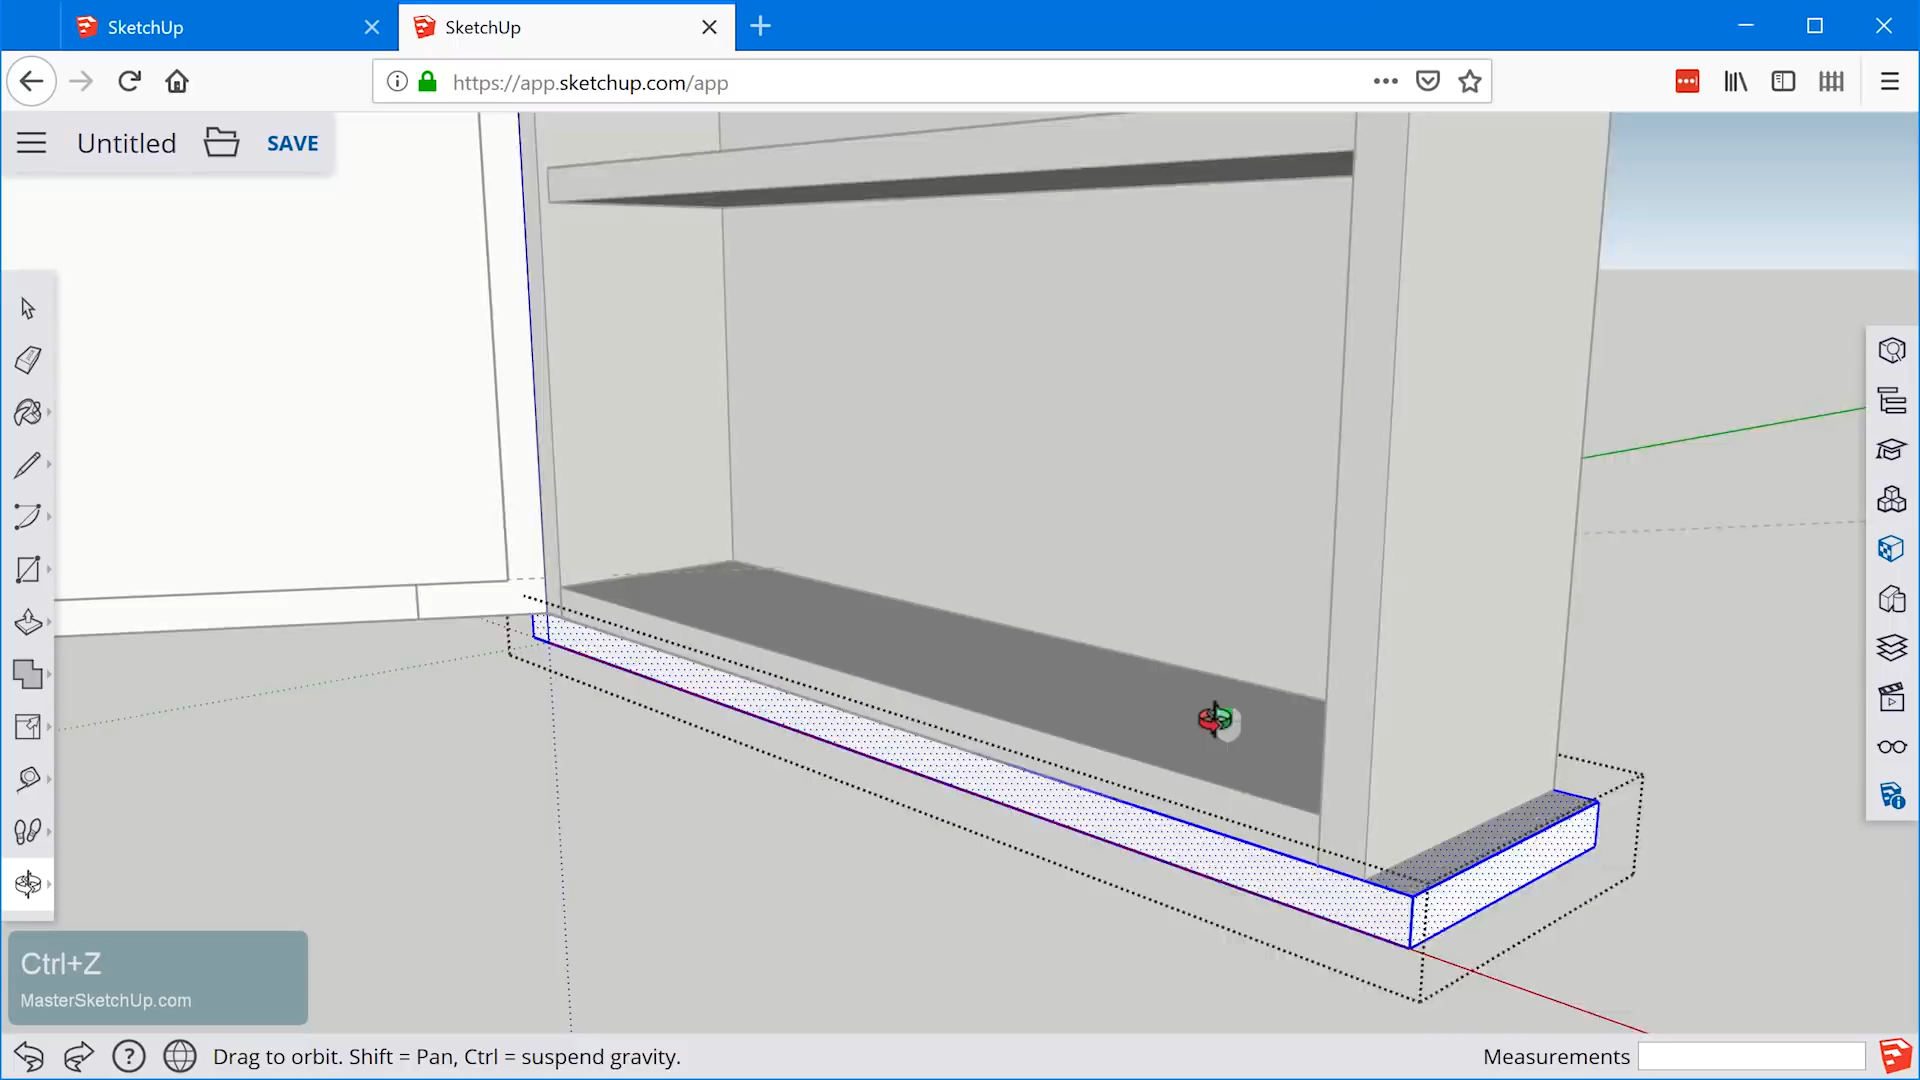 SketchUp
SketchUp
https://app.sketchup.com/app
Untitled
SAVE
Ctrl+Z
MasterSketchUp.com
Drag to orbit. Shift = Pan, Ctrl = suspend gravity.
Measurements